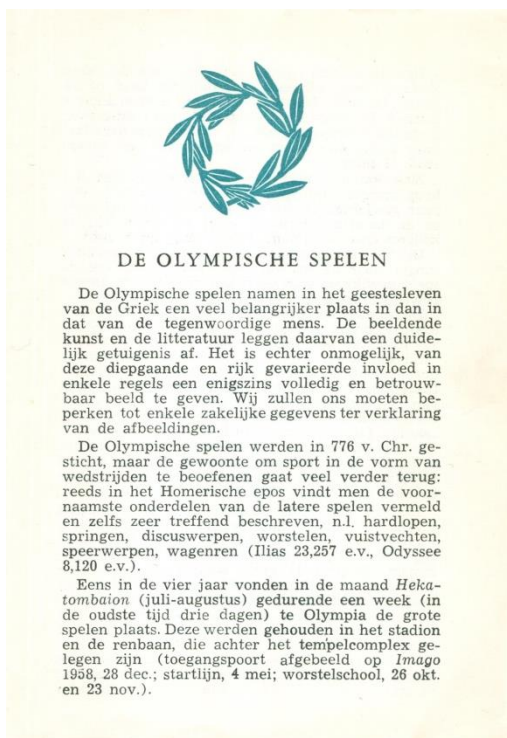 DE OLYMPISCHE SPELEN
De Olympische spelen namen in het geestesleven
van de Griek een veel belangrijker plaats in dan in
dat van de tegenwoordige mens. De beeldende
kunst en de litteratuur leggen daarvan een duide-
lijk getuigenis af. Het is echter onmogelijk, van
deze diepgaande en rijk gevarieerde invloed in
enkele regels een enigszins volledig en betrouw-
baar beeld te geven. Wij zullen ons moeten be-
perken tot enkele zakelijke gegevens ter verklaring
van de afbeeldingen.
De Olympische spelen werden in 776 v. Chr. ge-
sticht, maar de gewoonte om sport in de vorm van
wedstrijden te beoefenen gaat veel verder terug:
reeds in het Homerische epos vindt men de voor-
naamste onderdelen van de latere spelen vermeld
en zelfs zeer treffend beschreven, n.l. hardlopen,
springen, discuswerpen, worstelen, vuistvechten,
speerwerpen, wagenren (Ilias 23,257 e.v., Odyssee
8,120 e.v.).
Eens in de vier jaar vonden in de maand Heka-
tombaion (juli-augustus) gedurende een week (in
de oudste tijd drie dagen) te Olympia de grote
spelen plaats. Deze werden gehouden in het stadion
en de renbaan, die achter het tempelcomplex ge-
legen zijn (toegangspoort afgebeeld op Imago
1958, 28 dec.; startlijn, 4 mei; worstelschool, 26 okt.
en 23 nov.).